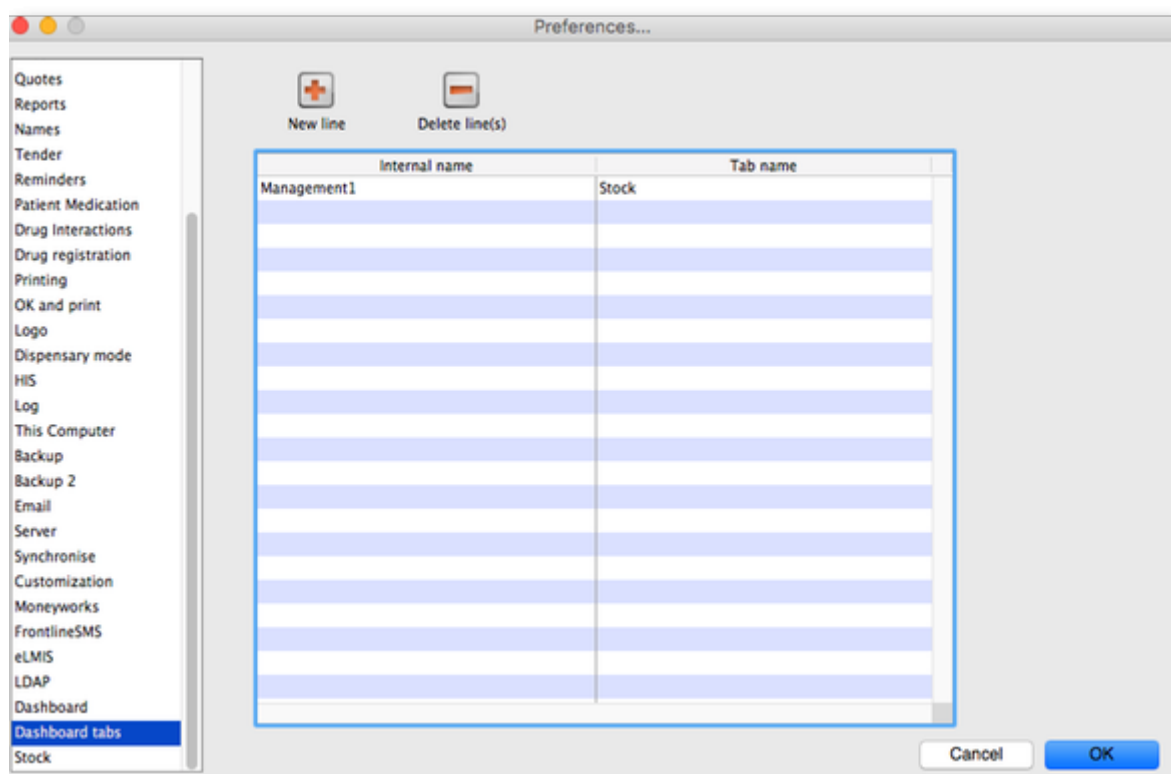 Preferences...
Quotes
Reports
Names
Tender
Reminders
Patient Medication
Drug Interactions
Drug registration
Printing
OK and print
Logo
Dispensary mode
HIS
Log
This Computer
Backup
Backup 2
Email
Server
Synchronise
Customization
Moneyworks
FrontlineSMS
eLMIS
LDAP
Dashboard
Dashboard tabs
Stock
New line Delete line(s)
Internal name Tab name
Management1 Stock
Cancel OK